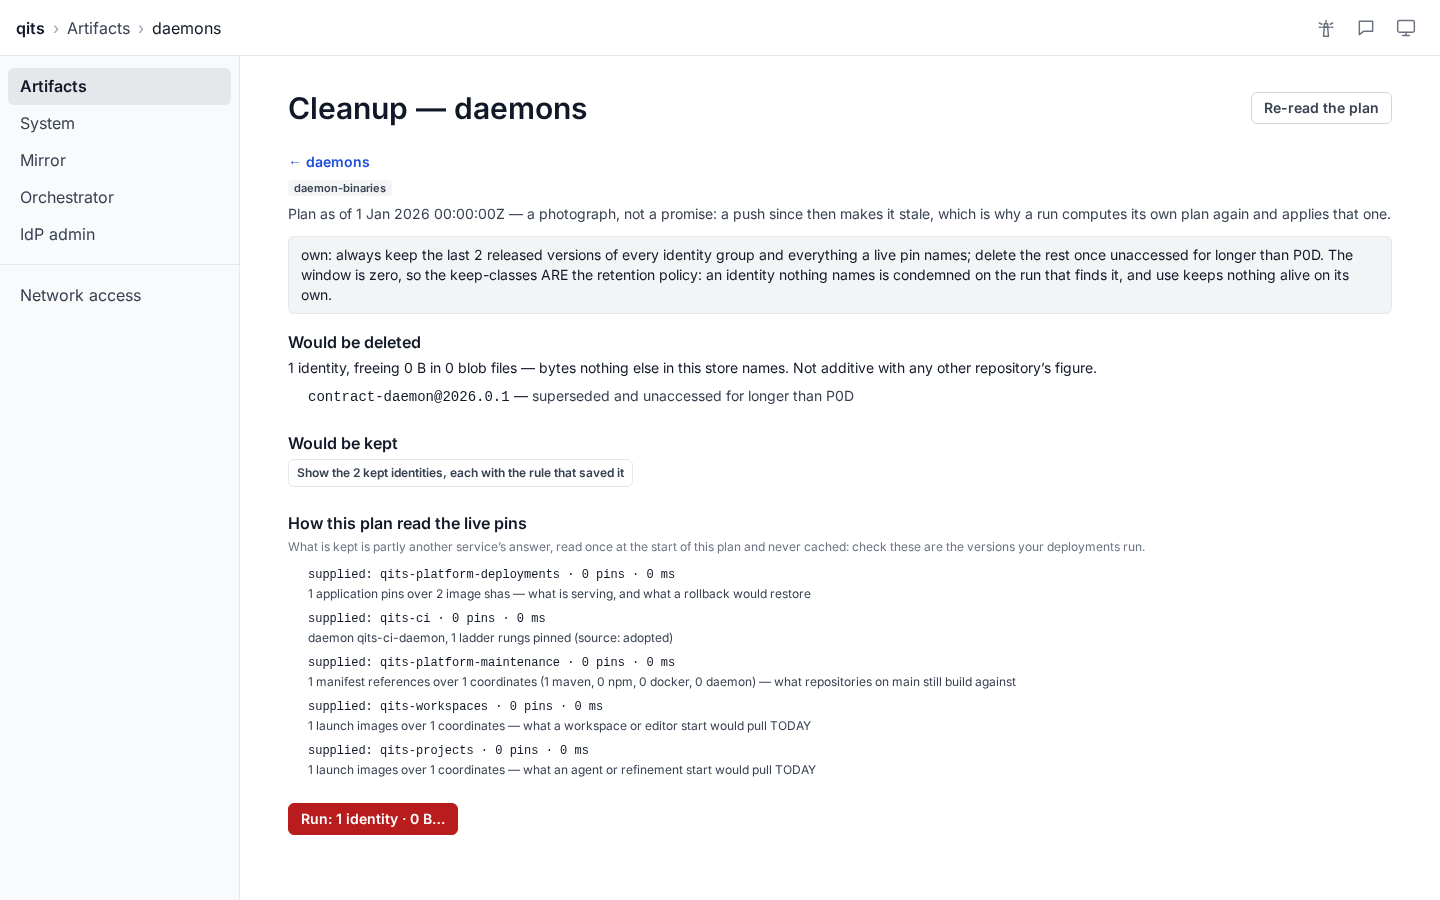 qits › Artifacts › daemons
Artifacts
System
Mirror
Orchestrator
IdP admin
Network access
Cleanup — daemons
Re-read the plan
← daemons
daemon-binaries
Plan as of 1 Jan 2026 00:00:00Z — a photograph, not a promise: a push since then makes it stale, which is why a run computes its own plan again and applies that one.
own: always keep the last 2 released versions of every identity group and everything a live pin names; delete the rest once unaccessed for longer than P0D. The
window is zero, so the keep-classes ARE the retention policy: an identity nothing names is condemned on the run that finds it, and use keeps nothing alive on its
own.
Would be deleted
1 identity, freeing 0 B in 0 blob files — bytes nothing else in this store names. Not additive with any other repository’s figure.
contract-daemon@2026.0.1 — superseded and unaccessed for longer than P0D
Would be kept
Show the 2 kept identities, each with the rule that saved it
How this plan read the live pins
What is kept is partly another service’s answer, read once at the start of this plan and never cached: check these are the versions your deployments run.
supplied: qits-platform-deployments · 0 pins · 0 ms
1 application pins over 2 image shas — what is serving, and what a rollback would restore
supplied: qits-ci · 0 pins · 0 ms
daemon qits-ci-daemon, 1 ladder rungs pinned (source: adopted)
supplied: qits-platform-maintenance · 0 pins · 0 ms
1 manifest references over 1 coordinates (1 maven, 0 npm, 0 docker, 0 daemon) — what repositories on main still build against
supplied: qits-workspaces · 0 pins · 0 ms
1 launch images over 1 coordinates — what a workspace or editor start would pull TODAY
supplied: qits-projects · 0 pins · 0 ms
1 launch images over 1 coordinates — what an agent or refinement start would pull TODAY
Run: 1 identity · 0 B…